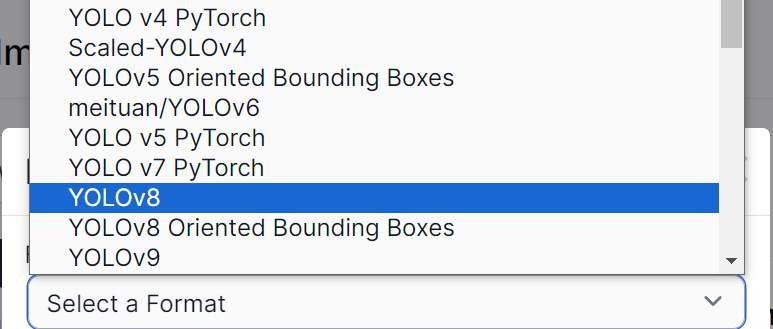 YOLO v4 PyTorch
Scaled-YOLOv4
YOLOv5 Oriented Bounding Boxes
meituan/YOLOv6
YOLO v5 PyTorch
YOLO v7 PyTorch
YOLOv8
YOLOv8 Oriented Bounding Boxes
YOLOv9
Select a Format